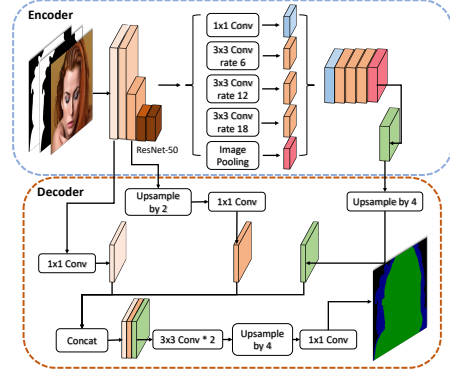 Encoder
1x1 Conv
3x3 Conv
rate 6
3x3 Conv
rate 12
3x3 Conv
rate 18
Image
Pooling
ResNet-50
Decoder
Upsample
by 2
1x1 Conv
Upsample by 4
1x1 Conv
Concat
3x3 Conv * 2
Upsample
by 4
1x1 Conv